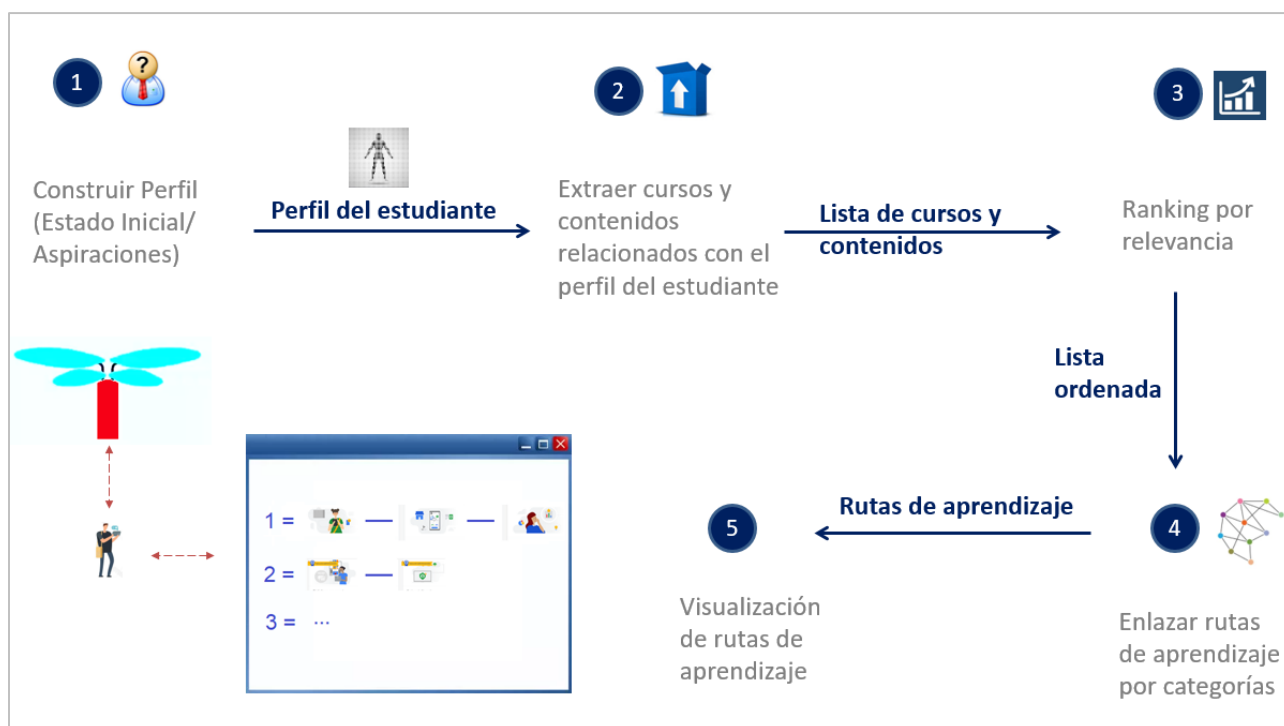 1
?
2
3
Construir Perfil
(Estado Inicial/
Aspiraciones)
Perfil del estudiante
Extraer cursos y
contenidos
relacionados con el
perfil del estudiante
Lista de cursos y
contenidos
Ranking por
relevancia
Lista
ordenada
1 =
2 =
3 = ...
5
Rutas de aprendizaje
4
Visualización
de rutas de
aprendizaje
Enlazar rutas
de aprendizaje
por categorías